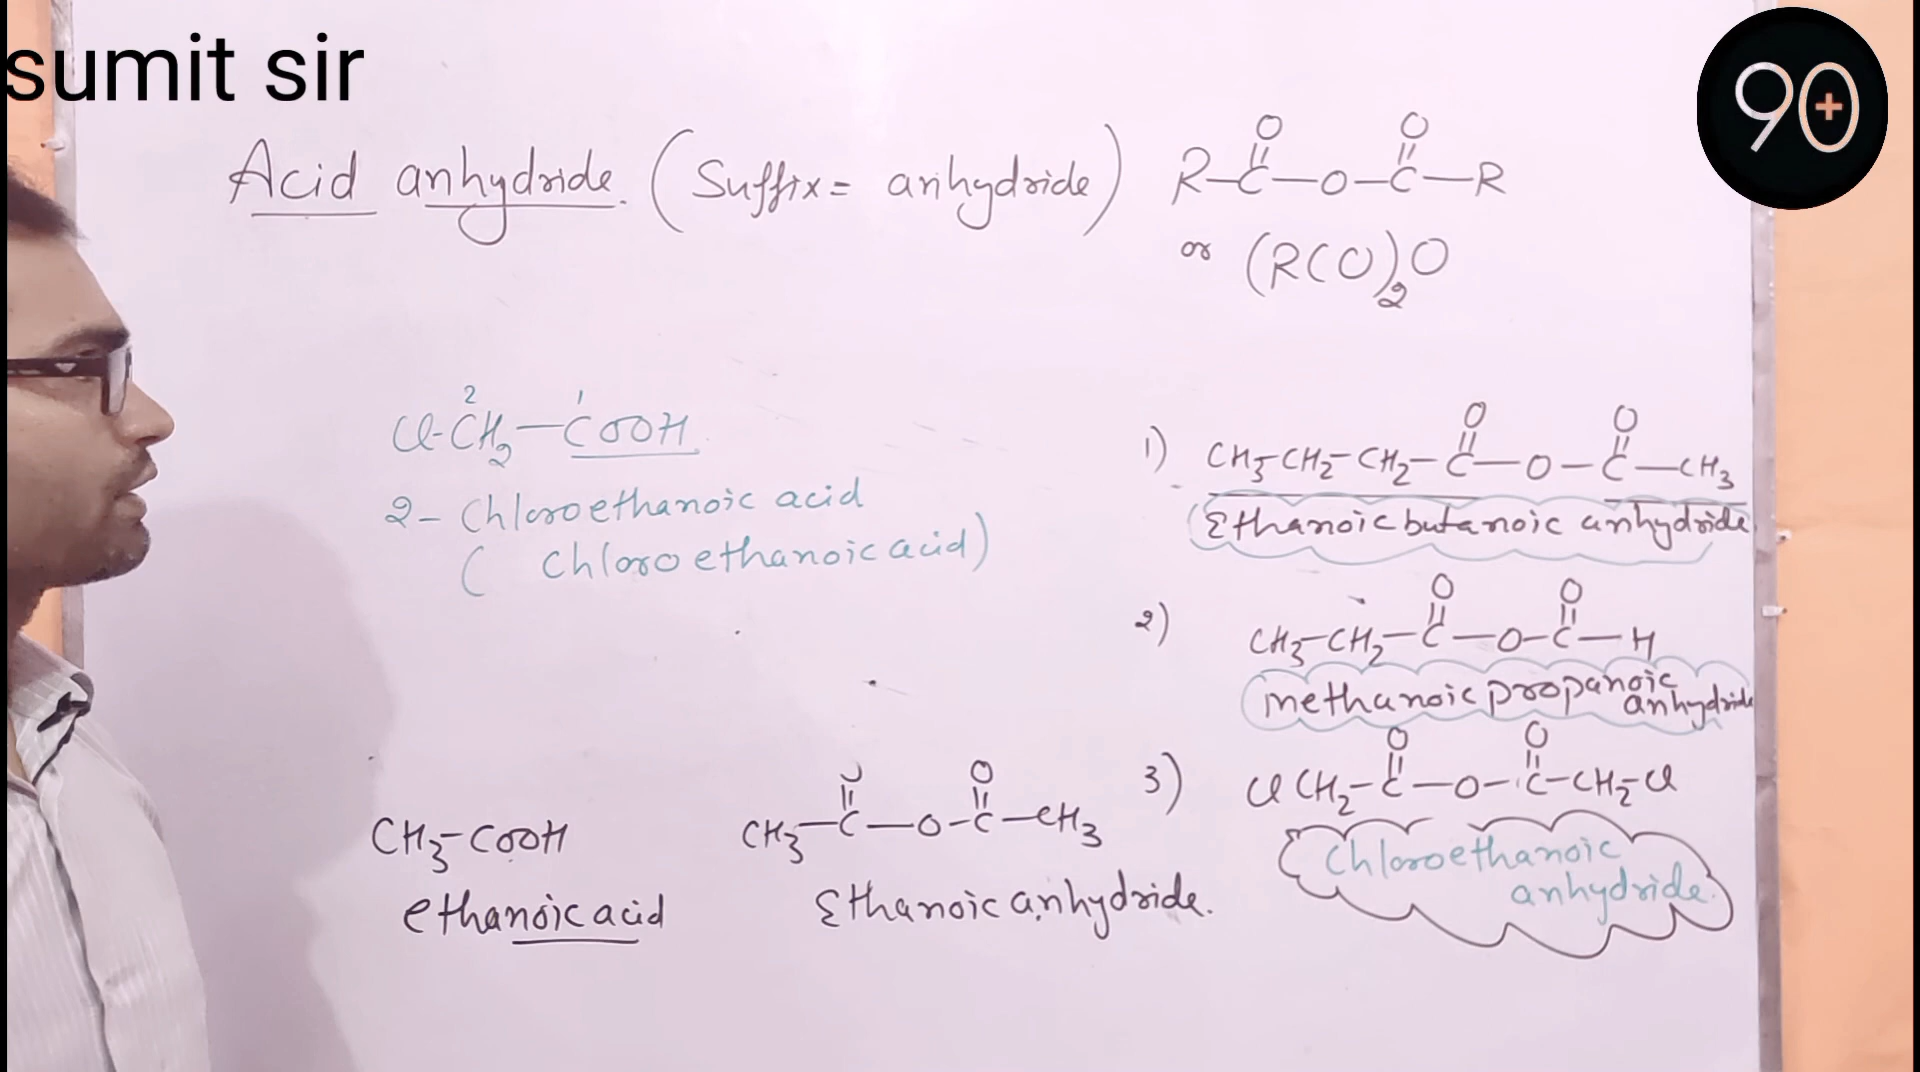 sumit sir
90+
Acid anhydride. (Suffix = anhydride)
O O
R-C-O-C-R
or (RCO)₂O
2 1
Cl-CH₂-COOH
2-Chloroethanoic acid
( Chloroethanoic acid)
O O
1) CH₃-CH₂-CH₂-C-O-C-CH₃
Ethanoic butanoic anhydride
O O
2) CH₃-CH₂-C-O-C-H
methanoic propanoic
anhydride
O O
3) Cl CH₂-C-O-C-CH₂-Cl
Chloroethanoic
anhydride.
CH₃-COOH
ethanoic acid
O O
CH₃-C-O-C-CH₃
Ethanoic anhydride.